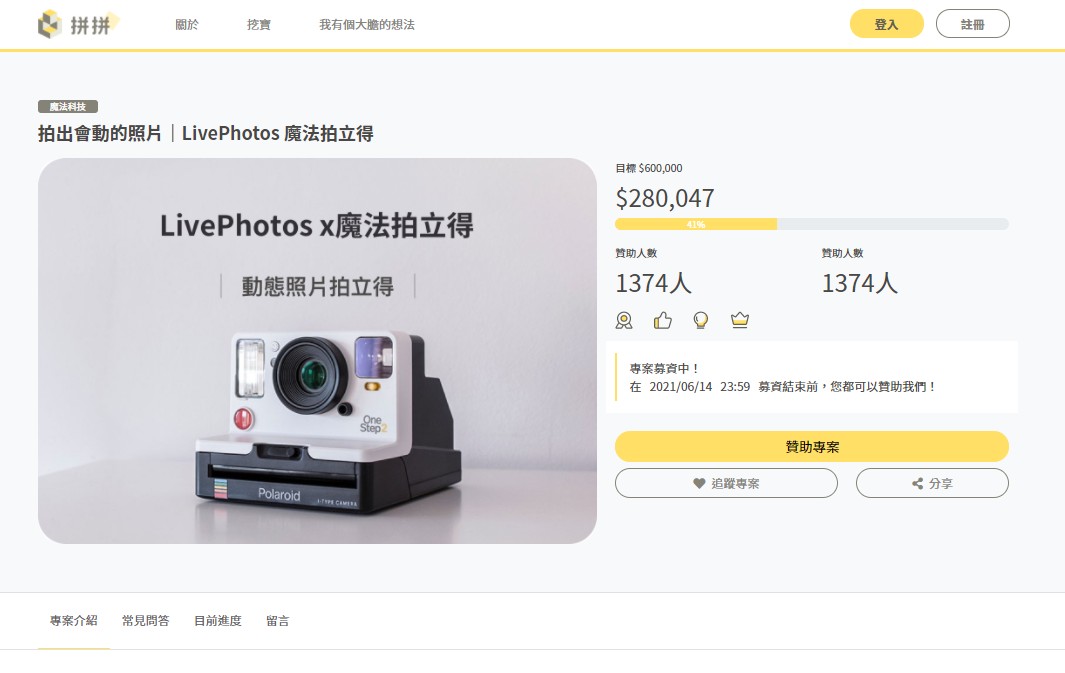 拼拼
關於
挖寶
我有個大膽的想法
登入
註冊
魔法科技
拍出會動的照片｜LivePhotos 魔法拍立得
LivePhotos x魔法拍立得
｜ 動態照片拍立得 ｜
One
Step2
Polaroid
I-TYPE CAMERA
目標 $600,000
$280,047
41%
贊助人數
贊助人數
1374人
1374人
專案募資中！
在 2021/06/14 23:59 募資結束前，您都可以贊助我們！
贊助專案
追蹤專案
分享
專案介紹
常見問答
目前進度
留言